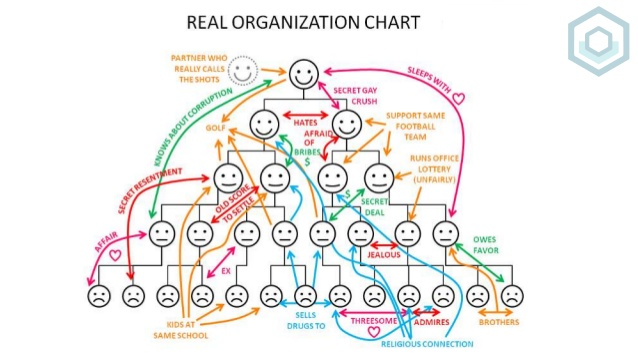 REAL ORGANIZATION CHART
PARTNER WHO
REALLY CALLS
THE SHOTS
SLEEPS WITH
SECRET GAY
CRUSH
KNOWS ABOUT CORRUPTION
GOLF
HATES
SUPPORT SAME
FOOTBALL
TEAM
AFRAID
OF
BRIBES
$
RUNS OFFICE
LOTTERY
(UNFAIRLY)
SECRET RESENTMENT
OLD SCORE
TO SETTLE
$
SECRET
DEAL
AFFAIR
JEALOUS
OWES
FAVOR
EX
KIDS AT
SAME SCHOOL
SELLS
DRUGS TO
THREESOME
ADMIRES
BROTHERS
RELIGIOUS CONNECTION